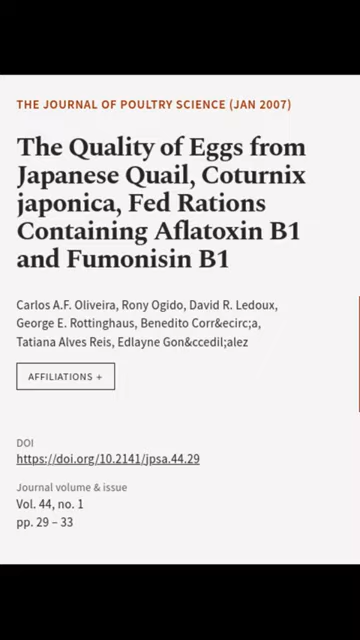 THE JOURNAL OF POULTRY SCIENCE (JAN 2007)
The Quality of Eggs from
Japanese Quail, Coturnix
japonica, Fed Rations
Containing Aflatoxin B1
and Fumonisin B1
Carlos A.F. Oliveira, Rony Ogido, David R. Ledoux,
George E. Rottinghaus, Benedito Corr&ecirc;a,
Tatiana Alves Reis, Edlayne Gon&ccedil;alez
AFFILIATIONS +
DOI
https://doi.org/10.2141/jpsa.44.29
Journal volume & issue
Vol. 44, no. 1
pp. 29 – 33